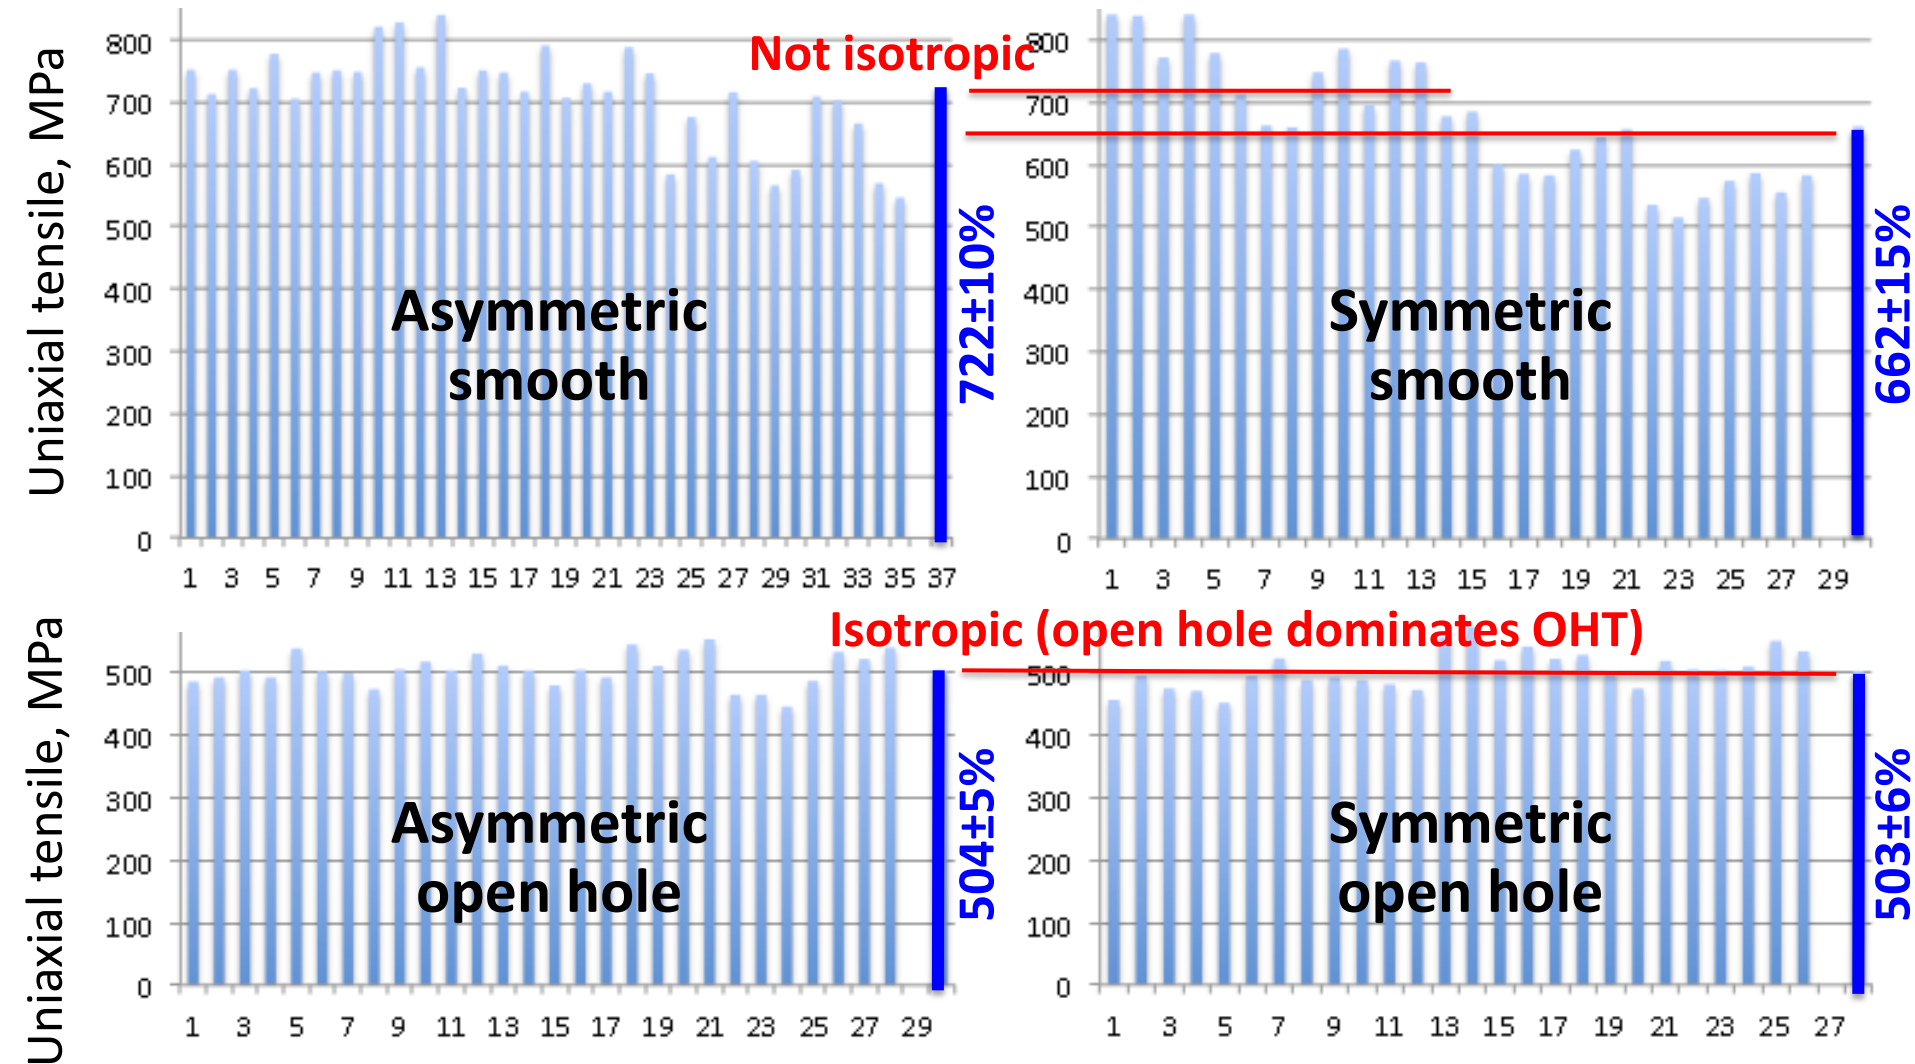 Uniaxial tensile, MPa
800
700
600
500
400
300
200
100
0
Asymmetric
smooth
1 3 5 7 9 11 13 15 17 19 21 23 25 27 29 31 33 35 37
722±10%
Not isotropic
800
700
600
500
400
300
200
100
0
Symmetric
smooth
1 3 5 7 9 11 13 15 17 19 21 23 25 27 29
662±15%
Uniaxial tensile, MPa
500
400
300
200
100
0
Asymmetric
open hole
1 3 5 7 9 11 13 15 17 19 21 23 25 27 29
504±5%
Isotropic (open hole dominates OHT)
500
400
300
200
100
0
Symmetric
open hole
1 3 5 7 9 11 13 15 17 19 21 23 25 27
503±6%